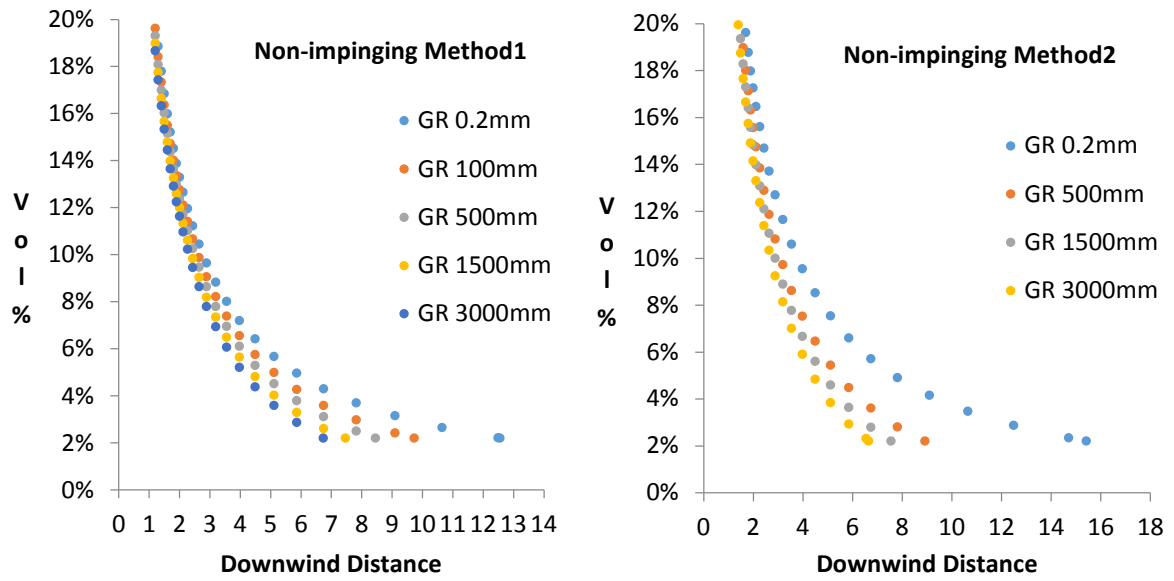 Non-impinging Method1
20%
18%
16%
14%
12%
10%
8%
6%
4%
2%
0%
V
o
l
%
GR 0.2mm
GR 100mm
GR 500mm
GR 1500mm
GR 3000mm
0 1 2 3 4 5 6 7 8 9 10 11 12 13 14
Downwind Distance
Non-impinging Method2
20%
18%
16%
14%
12%
10%
8%
6%
4%
2%
0%
V
o
l
%
GR 0.2mm
GR 500mm
GR 1500mm
GR 3000mm
0 2 4 6 8 10 12 14 16 18
Downwind Distance